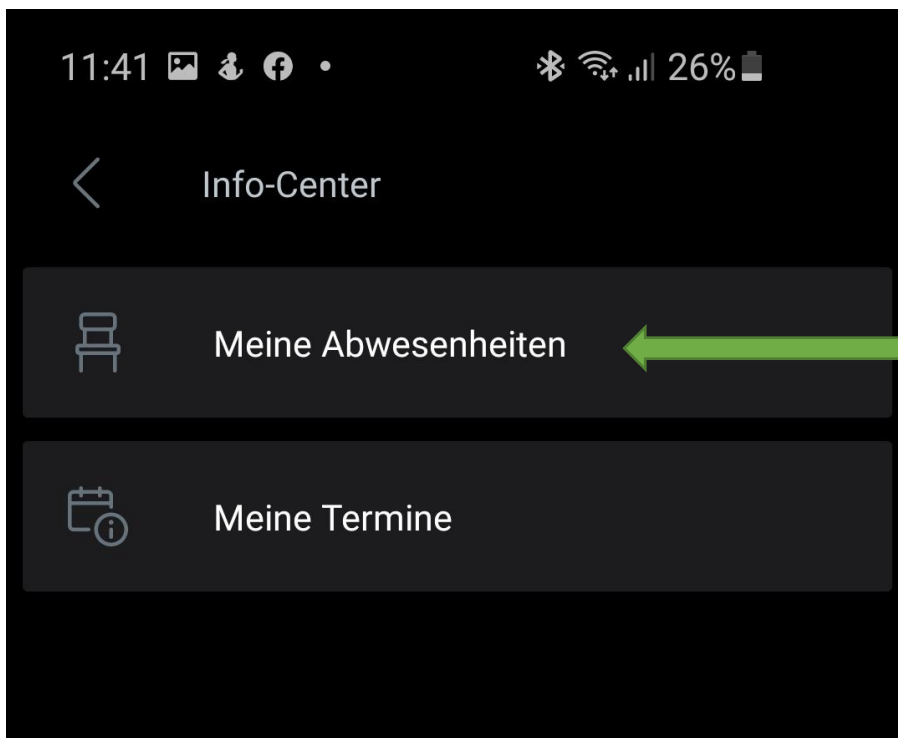 11:41
26%
Info-Center
Meine Abwesenheiten
Meine Termine